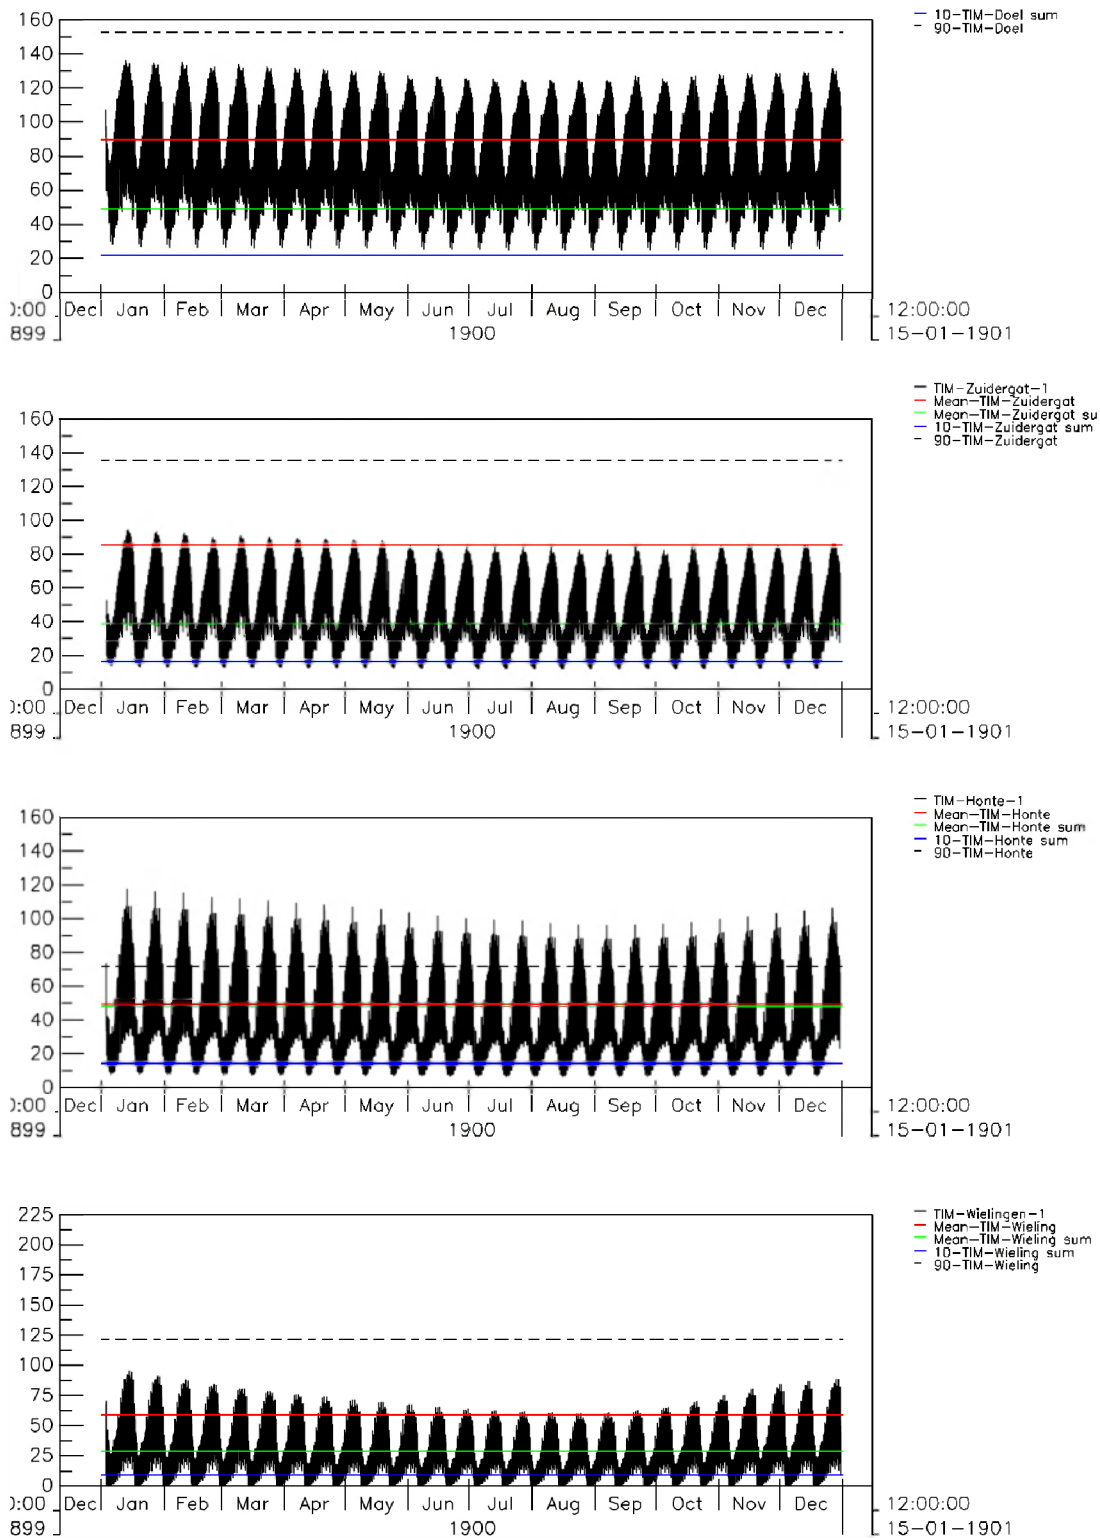 10-TIM-Doel sum
90-TIM-Doel
160
140
120
100
80
60
40
20
0
Dec Jan Feb Mar Apr May Jun Jul Aug Sep Oct Nov Dec
:00 12:00:00
899 1900 15-01-1901
TIM-Zuidergat-1
Mean-TIM-Zuidergat
Mean-TIM-Zuidergat su
10-TIM-Zuidergat sum
90-TIM-Zuidergat
160
140
120
100
80
60
40
20
0
Dec Jan Feb Mar Apr May Jun Jul Aug Sep Oct Nov Dec
:00 12:00:00
899 1900 15-01-1901
TIM-Honte-1
Mean-TIM-Honte
Mean-TIM-Honte sum
10-TIM-Honte sum
90-TIM-Honte
160
140
120
100
80
60
40
20
0
Dec Jan Feb Mar Apr May Jun Jul Aug Sep Oct Nov Dec
:00 12:00:00
899 1900 15-01-1901
TIM-Wielingen-1
Mean-TIM-Wieling
Mean-TIM-Wieling sum
10-TIM-Wieling sum
90-TIM-Wieling
225
200
175
150
125
100
75
50
25
0
Dec Jan Feb Mar Apr May Jun Jul Aug Sep Oct Nov Dec
:00 12:00:00
899 1900 15-01-1901